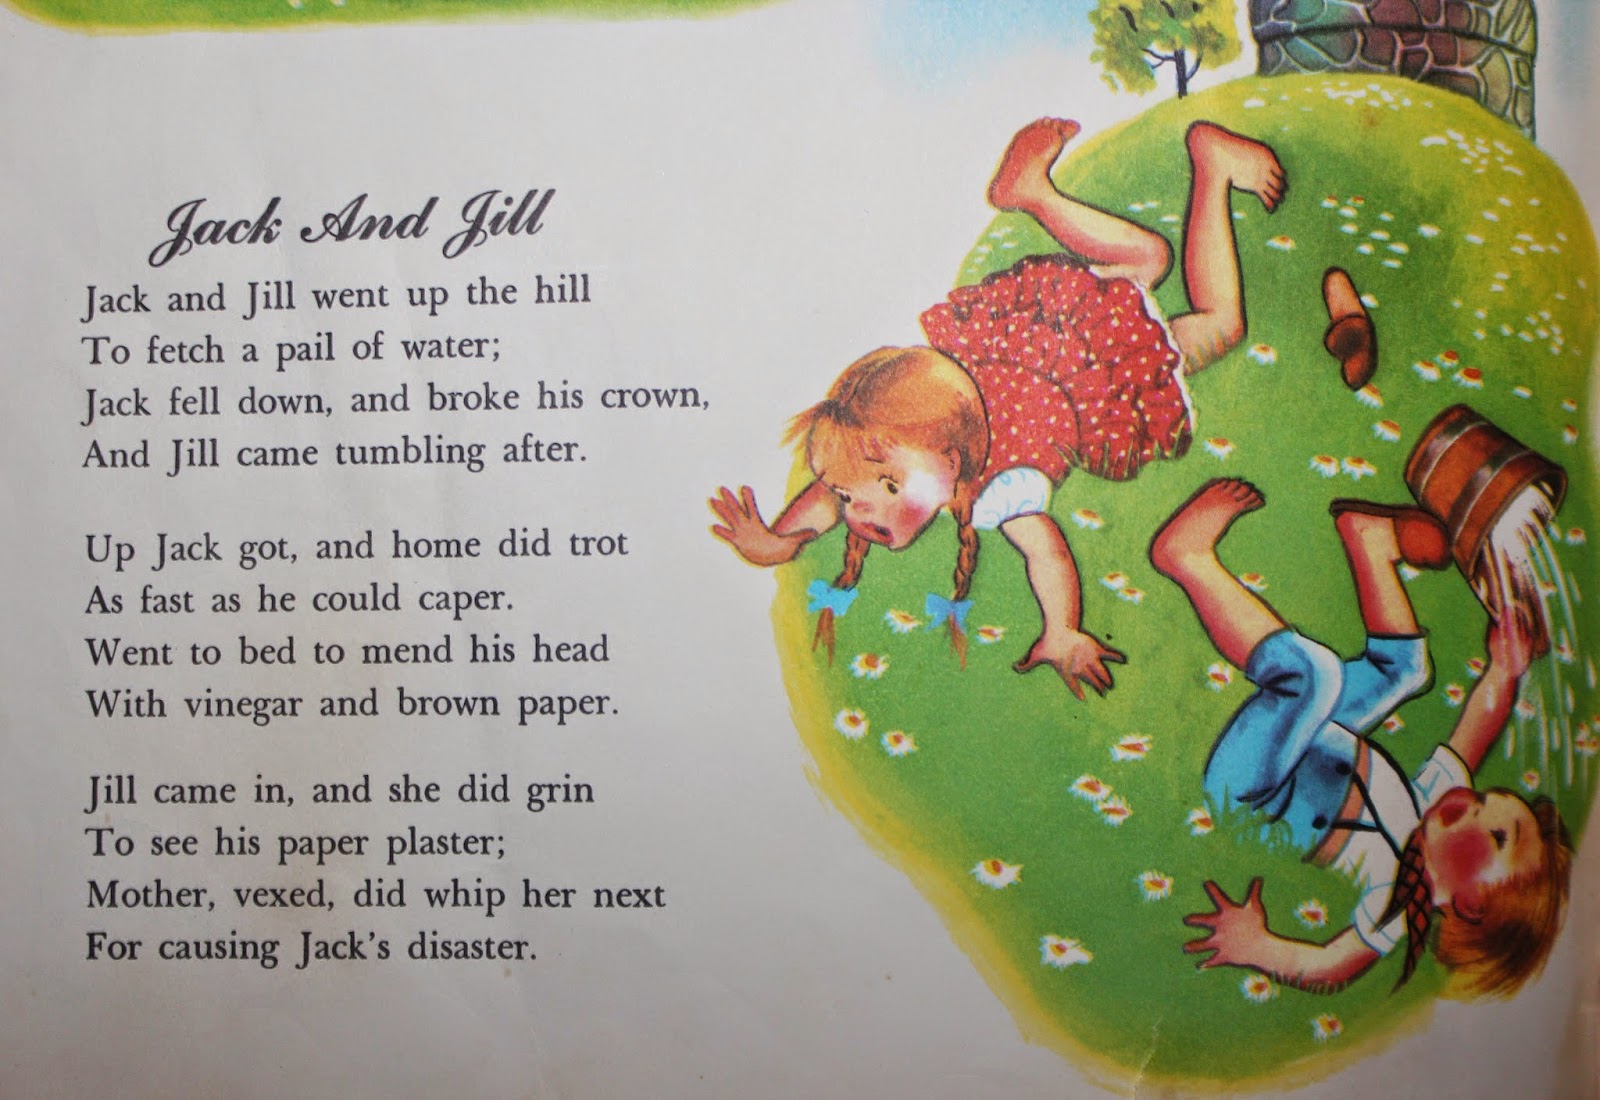 Jack And Jill
Jack and Jill went up the hill
To fetch a pail of water;
Jack fell down, and broke his crown,
And Jill came tumbling after.
Up Jack got, and home did trot
As fast as he could caper.
Went to bed to mend his head
With vinegar and brown paper.
Jill came in, and she did grin
To see his paper plaster;
Mother, vexed, did whip her next
For causing Jack's disaster.